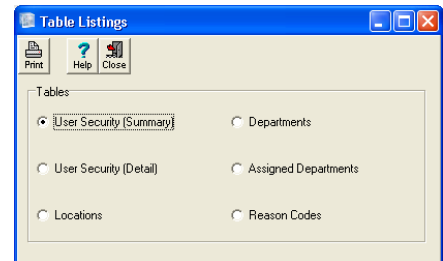 Table Listings
Print Help Close
Tables
User Security (Summary) Departments
User Security (Detail) Assigned Departments
Locations Reason Codes